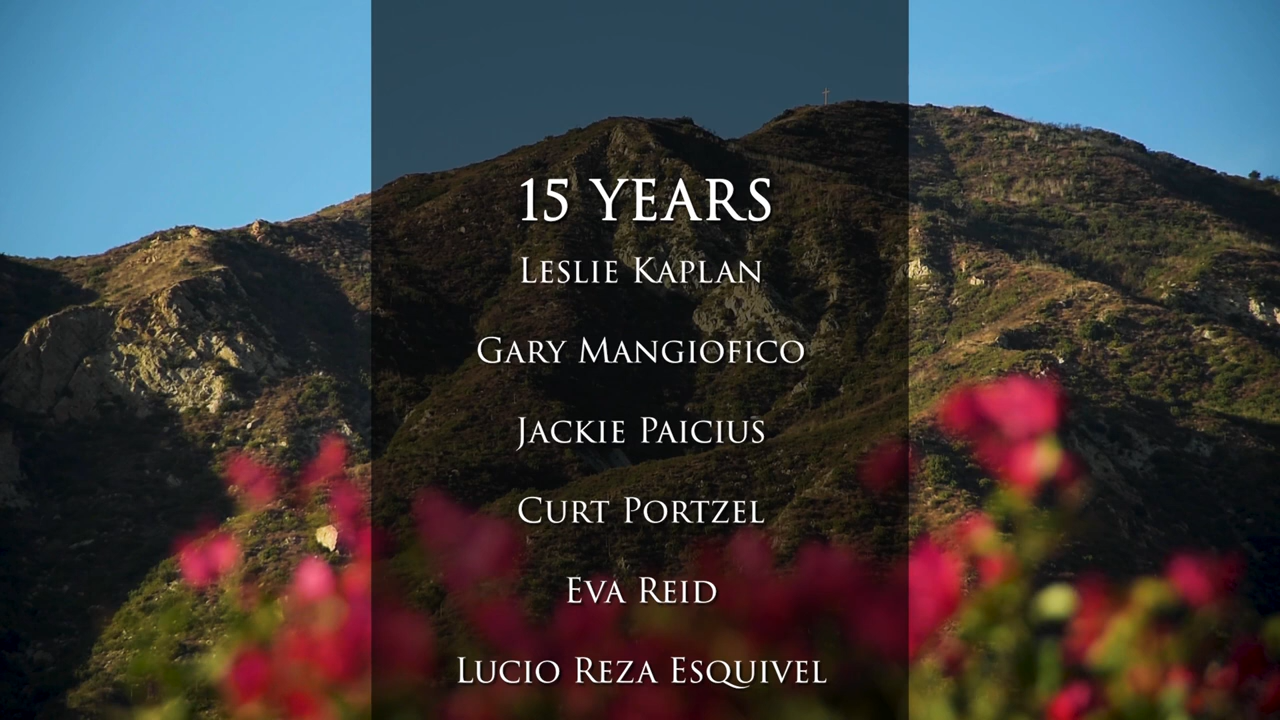 15 YEARS
Leslie Kaplan
Gary Mangiofico
Jackie Paicius
Curt Portzel
Eva Reid
Lucio Reza Esquivel